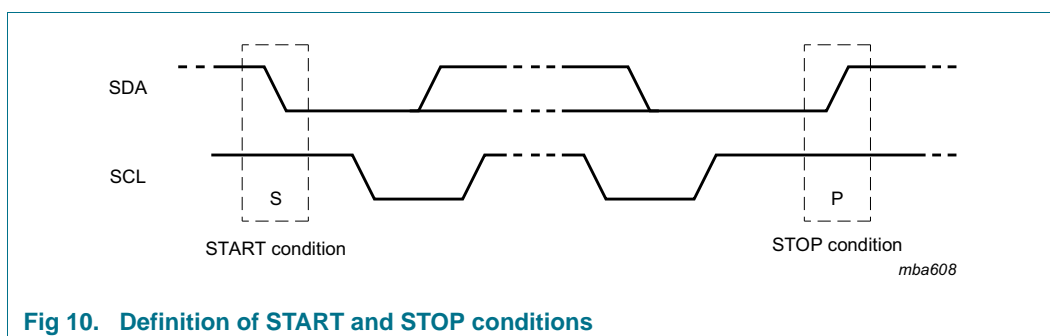 SDA
SCL
S
P
START condition
STOP condition
mba608
Fig 10. Definition of START and STOP conditions